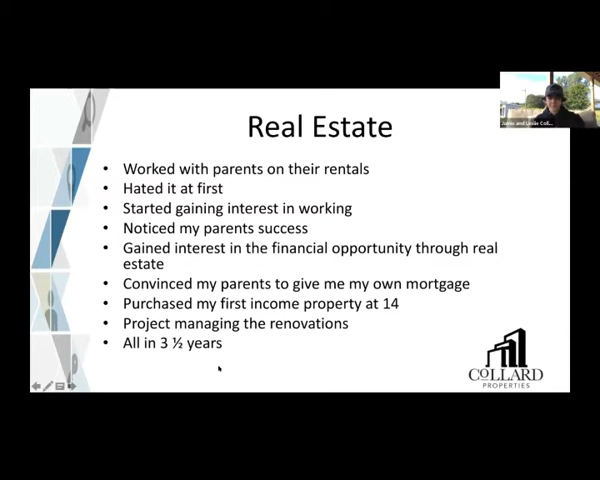 Real Estate
• Worked with parents on their rentals
• Hated it at first
• Started gaining interest in working
• Noticed my parents success
• Gained interest in the financial opportunity through real
estate
• Convinced my parents to give me my own mortgage
• Purchased my first income property at 14
• Project managing the renovations
• All in 3 ½ years
COLLARD
PROPERTIES